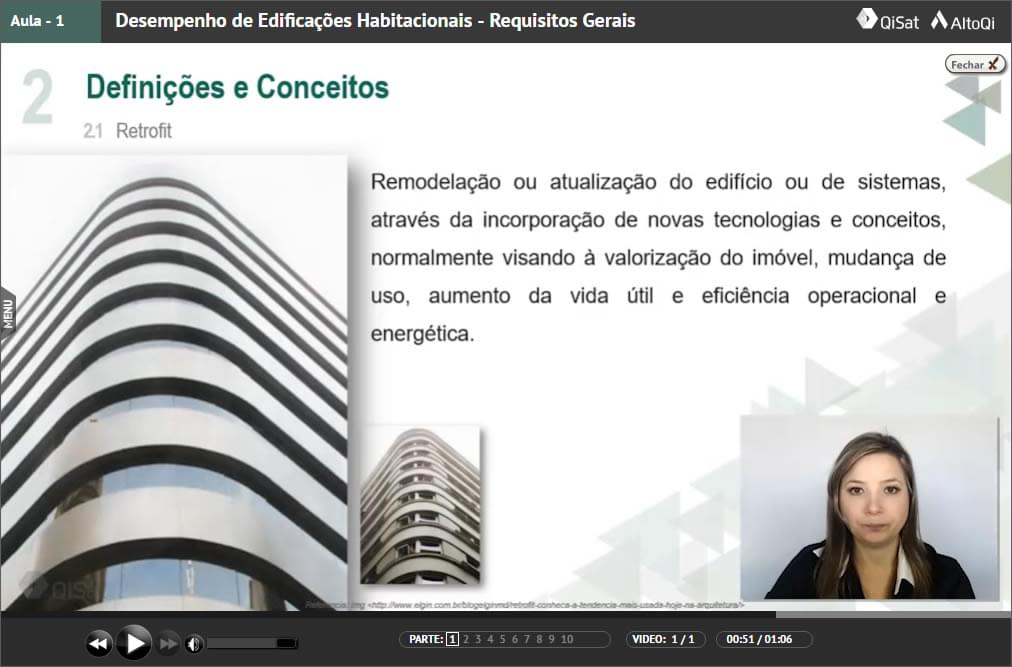 Aula - 1
Desempenho de Edificações Habitacionais - Requisitos Gerais
QiSat AltoQi
Fechar
2 Definições e Conceitos
2.1 Retrofit
Remodelação ou atualização do edifício ou de sistemas,
através da incorporação de novas tecnologias e conceitos,
normalmente visando à valorização do imóvel, mudança de
uso, aumento da vida útil e eficiência operacional e
energética.
MENU
QiSat
Referência: img <http://www.elgin.com.br/blogelginmd/retrofit-conheca-a-tendencia-mais-usada-hoje-na-arquitetura/>
PARTE: 1 2 3 4 5 6 7 8 9 10
VIDEO: 1 / 1
00:51 / 01:06